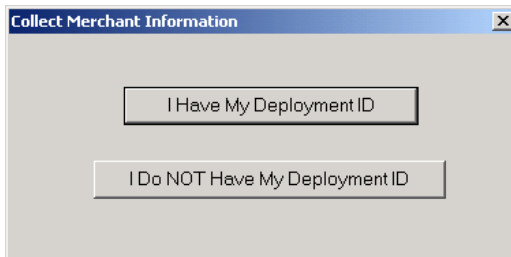 Collect Merchant Information
I Have My Deployment ID
I Do NOT Have My Deployment ID